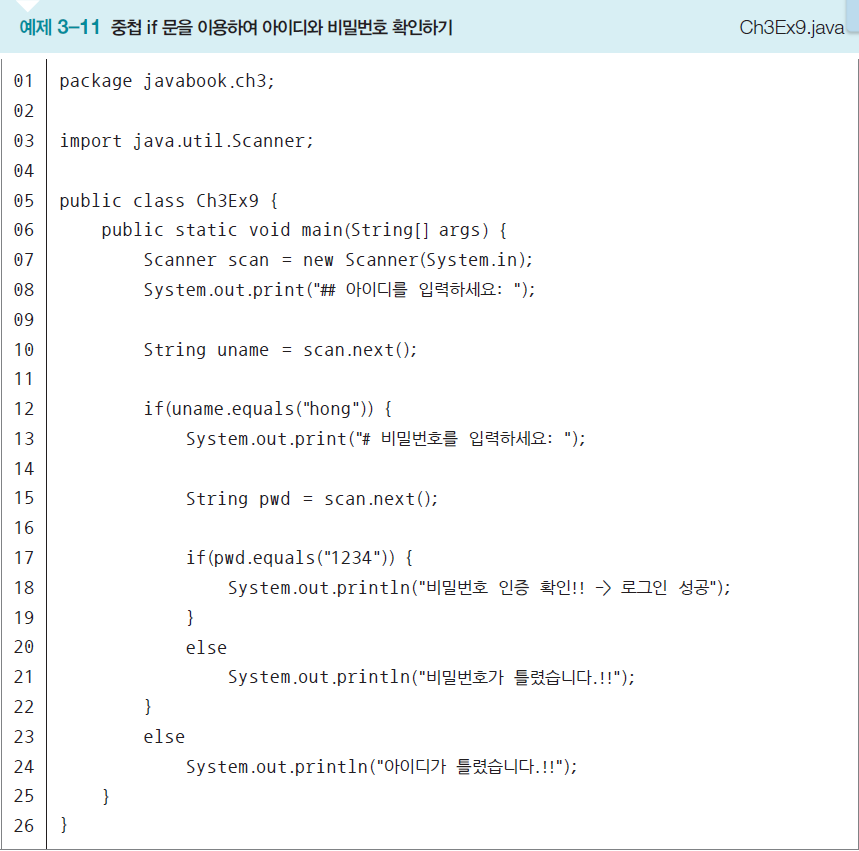 예제 3-11 중첩 if 문을 이용하여 아이디와 비밀번호 확인하기 Ch3Ex9.java
01 package javabook.ch3;
02
03 import java.util.Scanner;
04
05 public class Ch3Ex9 {
06     public static void main(String[] args) {
07         Scanner scan = new Scanner(System.in);
08         System.out.print("## 아이디를 입력하세요: ");
09
10         String uname = scan.next();
11
12         if(uname.equals("hong")) {
13             System.out.print("# 비밀번호를 입력하세요: ");
14
15             String pwd = scan.next();
16
17             if(pwd.equals("1234")) {
18                 System.out.println("비밀번호 인증 확인!! -> 로그인 성공");
19             }
20             else
21                 System.out.println("비밀번호가 틀렸습니다.!!");
22         }
23         else
24             System.out.println("아이디가 틀렸습니다.!!");
25     }
26 }